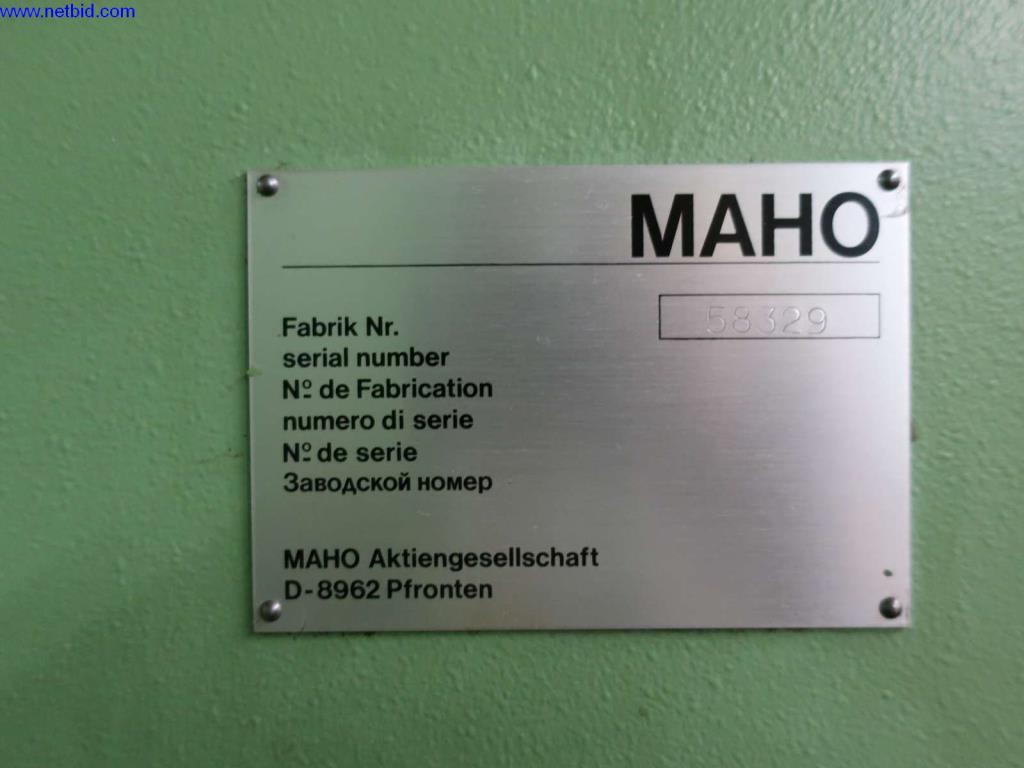 www.netbid.com
MAHO
58329
Fabrik Nr.
serial number
Nº de Fabrication
numero di serie
Nº de serie
Заводской номер
MAHO Aktiengesellschaft
D-8962 Pfronten